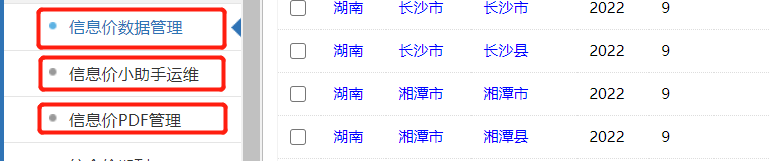 信息价数据管理
信息价小助手运维
信息价PDF管理
湖南 长沙市 长沙市 2022 9
湖南 长沙市 长沙县 2022 9
湖南 湘潭市 湘潭市 2022 9
湖南 湘潭市 湘潭县 2022 9